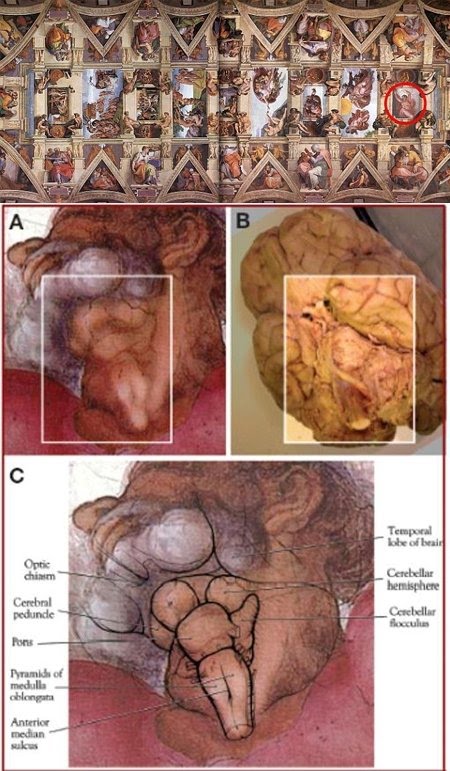 A
B
C
Optic
chiasm
Cerebral
peduncle
Pons
Pyramids of
medulla
oblongata
Anterior
median
sulcus
Temporal
lobe of brain
Cerebellar
hemisphere
Cerebellar
flocculus